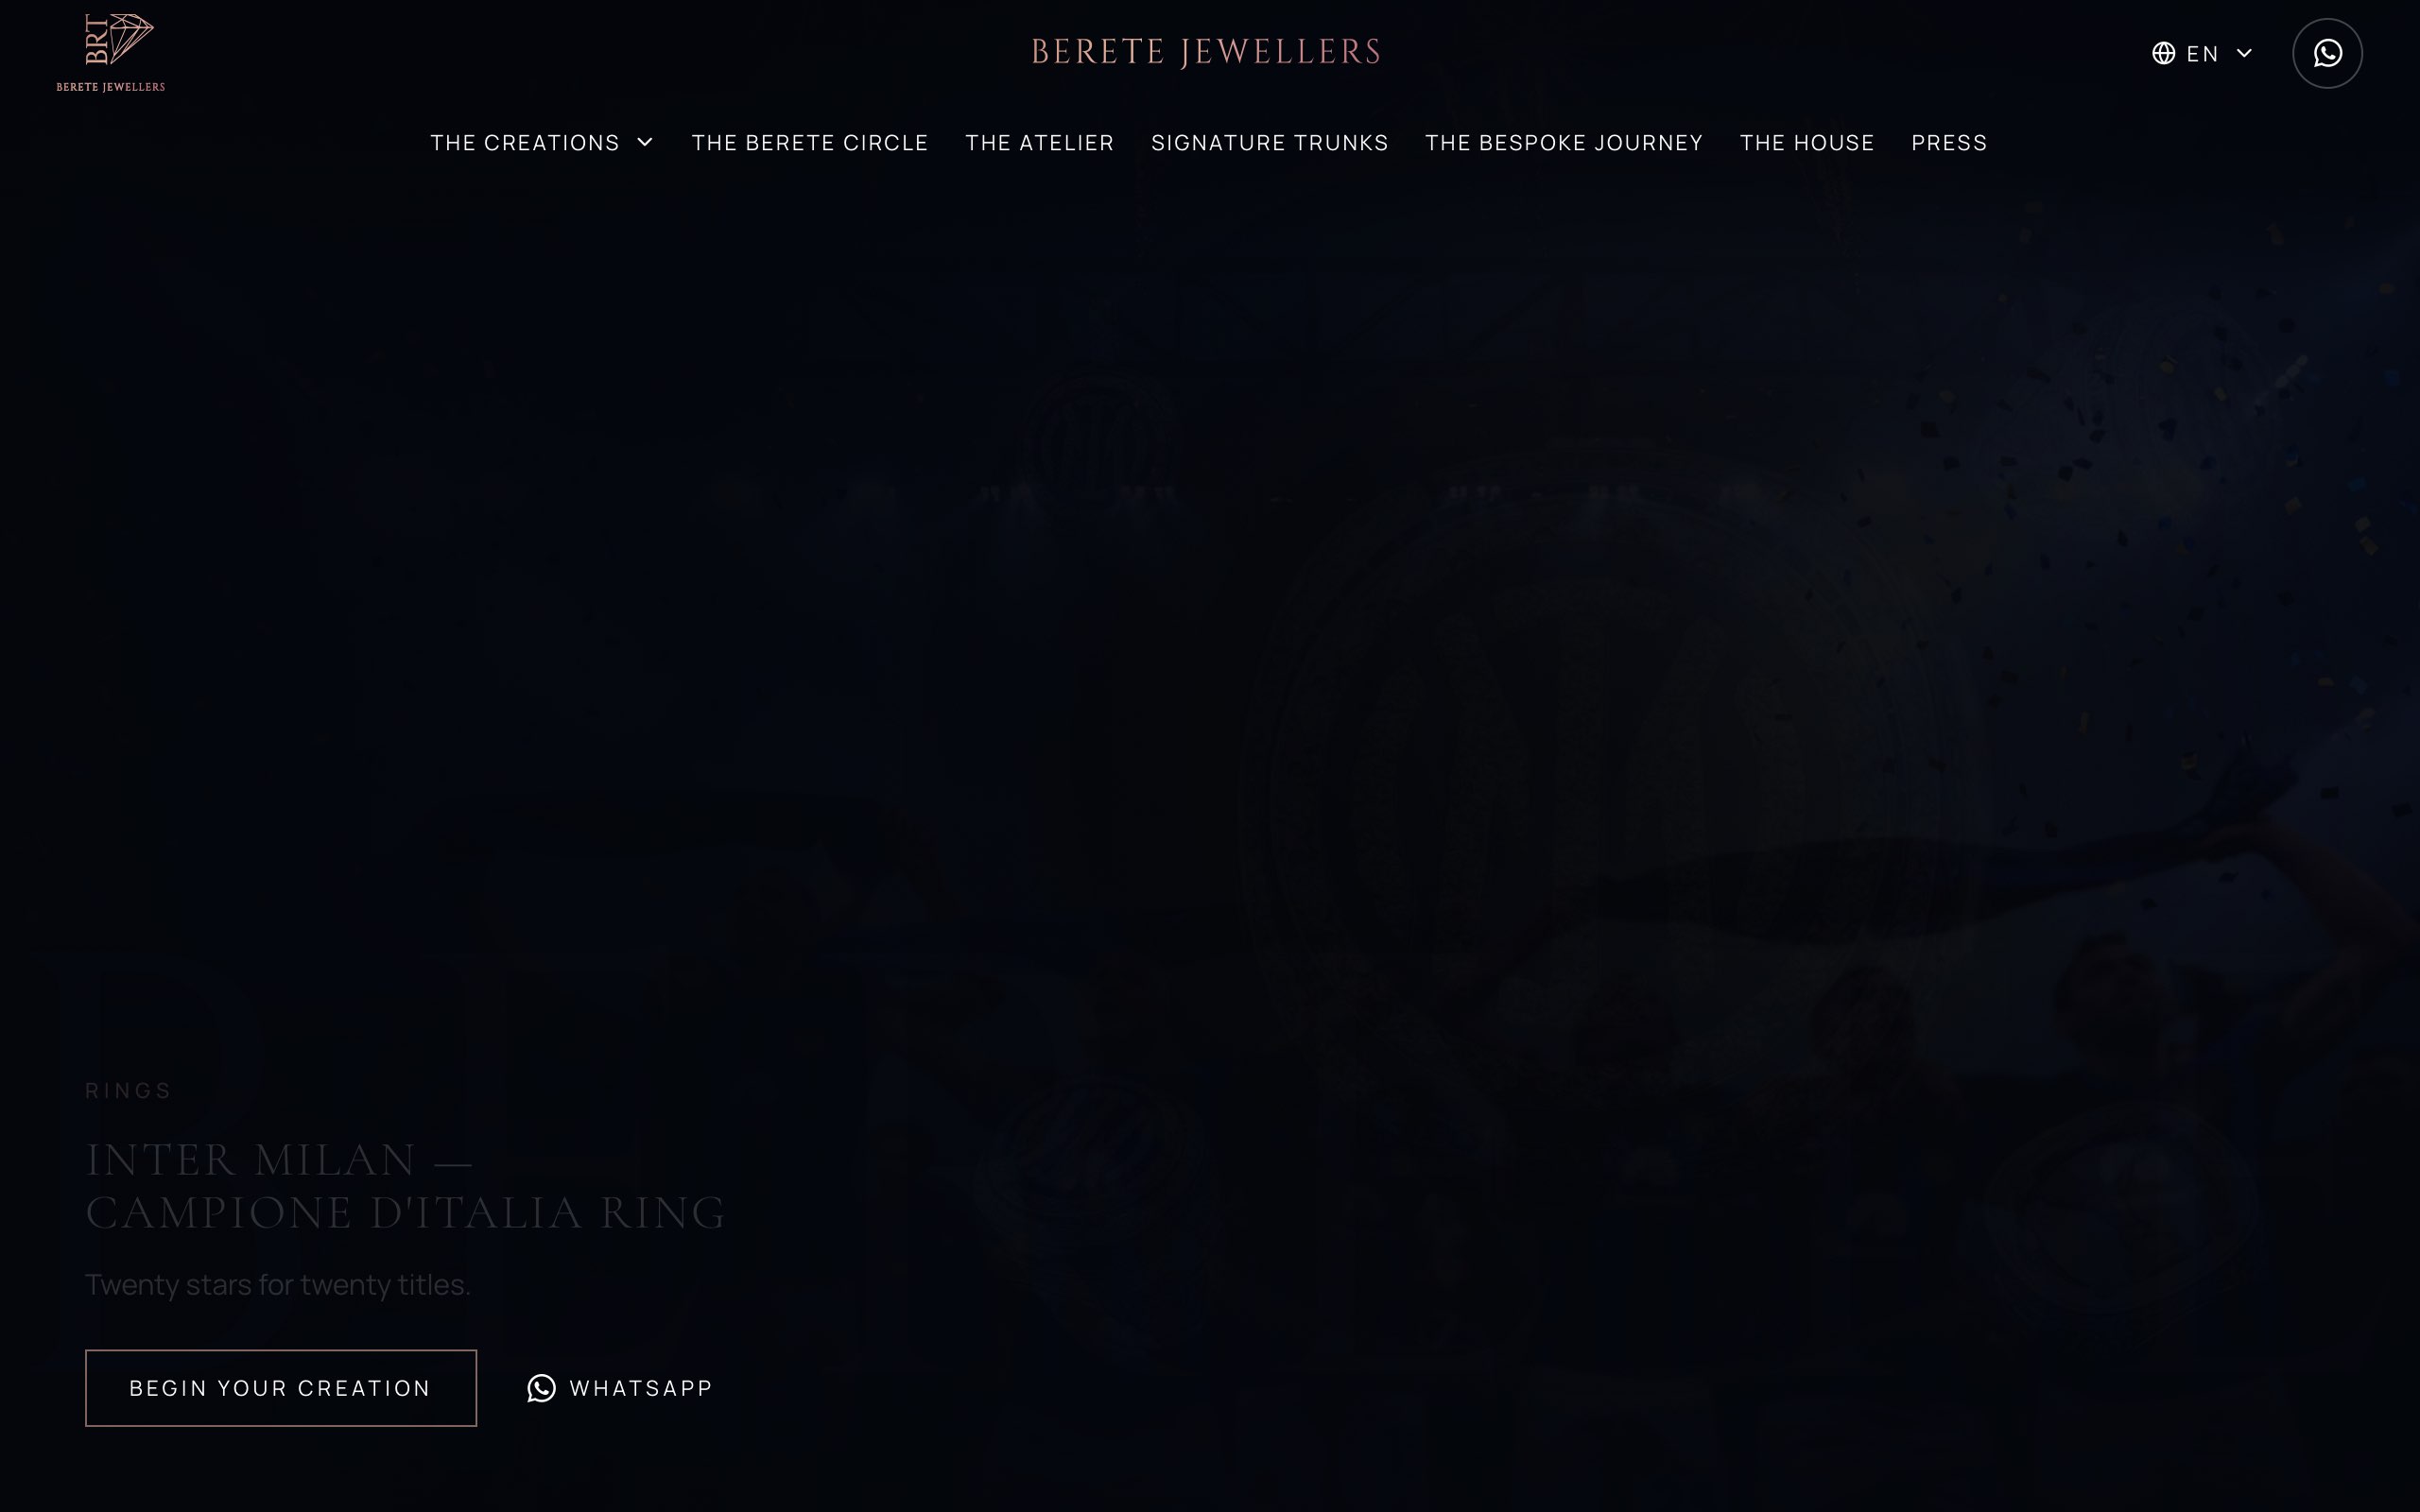 BRT
BERETE JEWELLERS
BERETE JEWELLERS
EN
THE CREATIONS THE BERETE CIRCLE THE ATELIER SIGNATURE TRUNKS THE BESPOKE JOURNEY THE HOUSE PRESS
RINGS
INTER MILAN —
CAMPIONE D'ITALIA RING
Twenty stars for twenty titles.
BEGIN YOUR CREATION
WHATSAPP